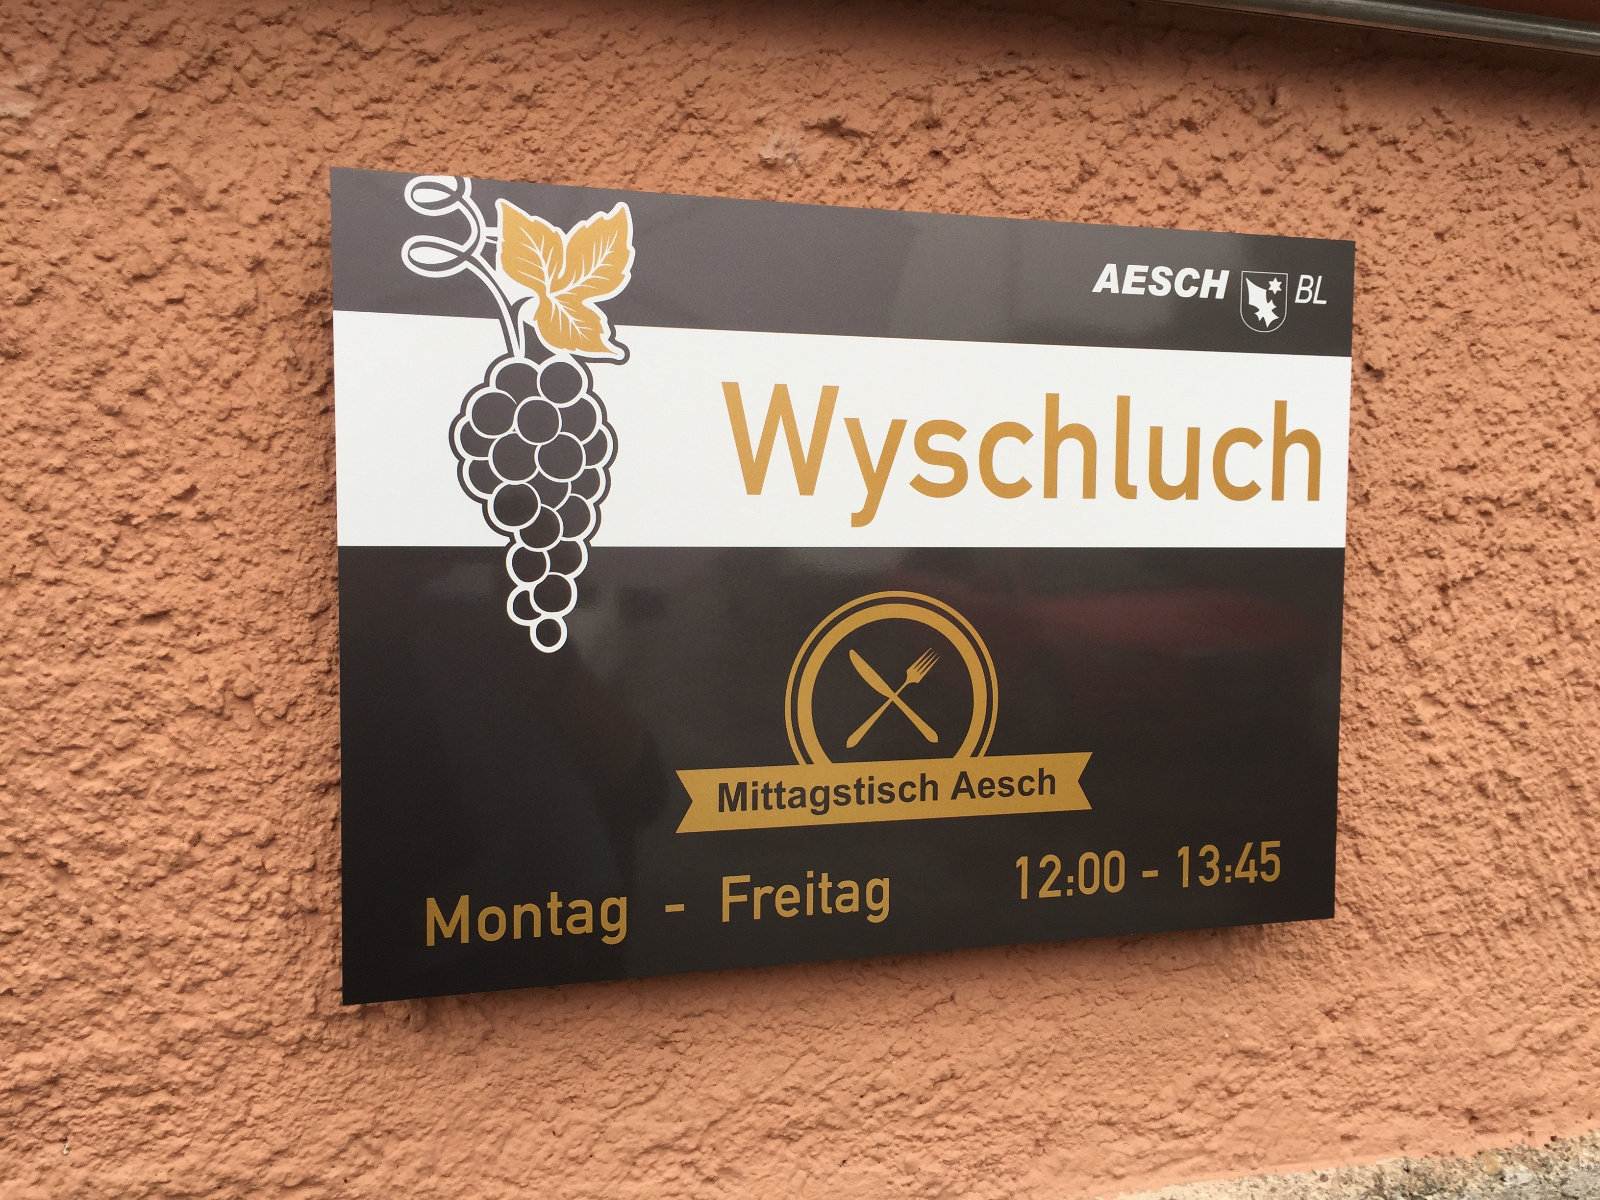 AESCH BL
Wyschluch
Mittagstisch Aesch
Montag - Freitag 12:00 - 13:45